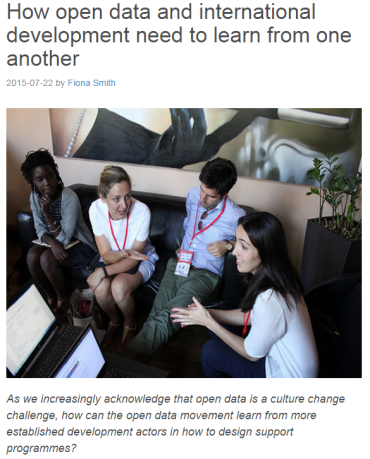 How open data and international
development need to learn from one
another
2015-07-22 by Fiona Smith
As we increasingly acknowledge that open data is a culture change
challenge, how can the open data movement learn from more
established development actors in how to design support
programmes?